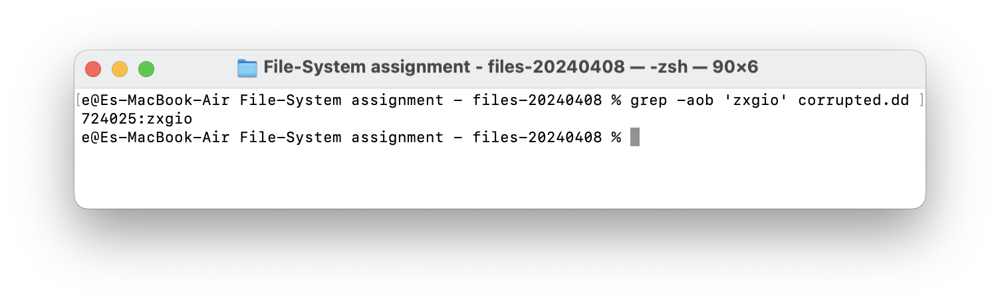 File-System assignment - files-20240408 — -zsh — 90×6
[e@Es-MacBook-Air File-System assignment - files-20240408 % grep -aob 'zxgio' corrupted.dd ]
724025:zxgio
e@Es-MacBook-Air File-System assignment - files-20240408 %